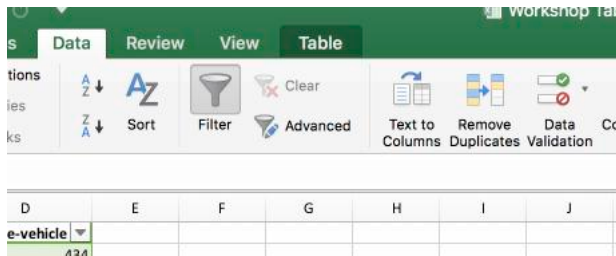 Workshop Ta
s Data Review View Table
tions
ies
ks
A
Z
Z
A
AZ
Sort
Filter
Clear
Advanced
Text to
Columns
Remove
Duplicates
Data
Validation
Co
D E F G H I J
e-vehicle
434